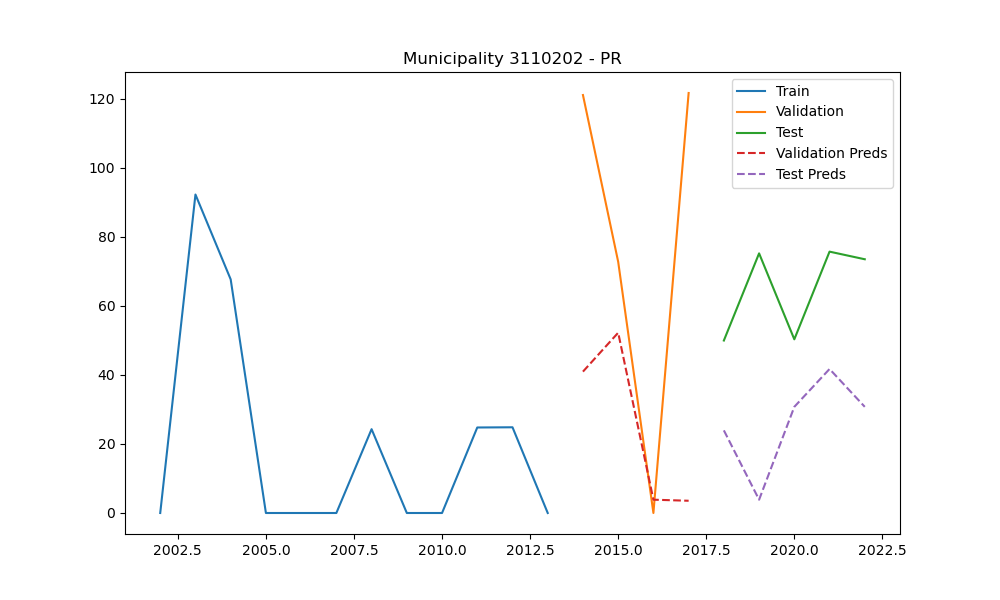 Municipality 3110202 - PR
120
100
80
60
40
20
0
2002.5 2005.0 2007.5 2010.0 2012.5 2015.0 2017.5 2020.0 2022.5
Train
Validation
Test
Validation Preds
Test Preds